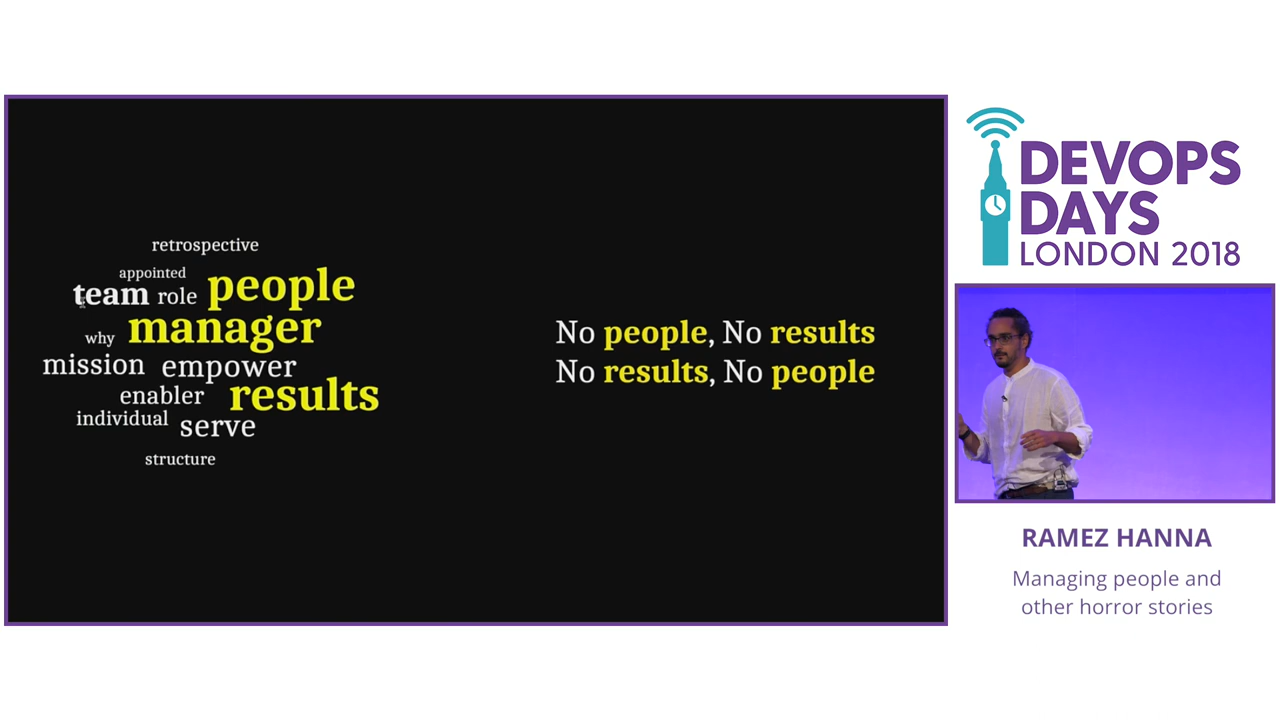 retrospective
appointed
team role people
why manager
mission empower
enabler results
individual serve
structure
No people, No results
No results, No people
DEVOPS
DAYS
LONDON 2018
RAMEZ HANNA
Managing people and
other horror stories